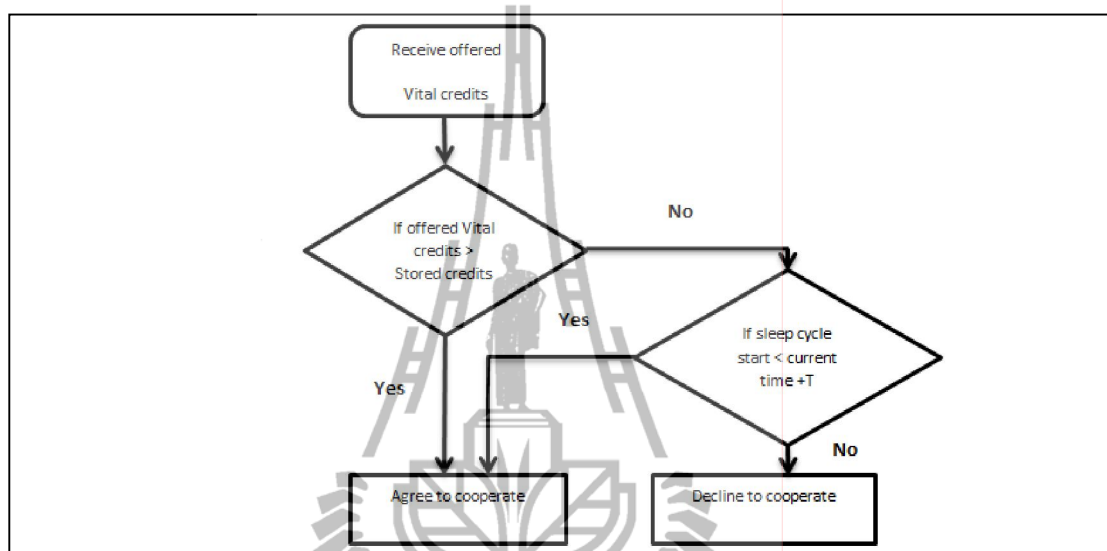 Receive offered
Vital credits
If offered Vital
credits >
Stored credits
No
Yes
If sleep cycle
start < current
time +T
Yes
No
Agree to cooperate
Decline to cooperate